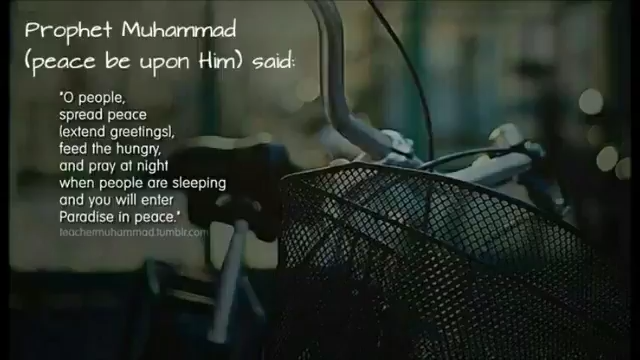 Prophet Muhammad
(peace be upon Him) said:
"O people,
spread peace
(extend greetings),
feed the hungry,
and pray at night
when people are sleeping
and you will enter
Paradise in peace."
teachermuhammad.tumblr.com